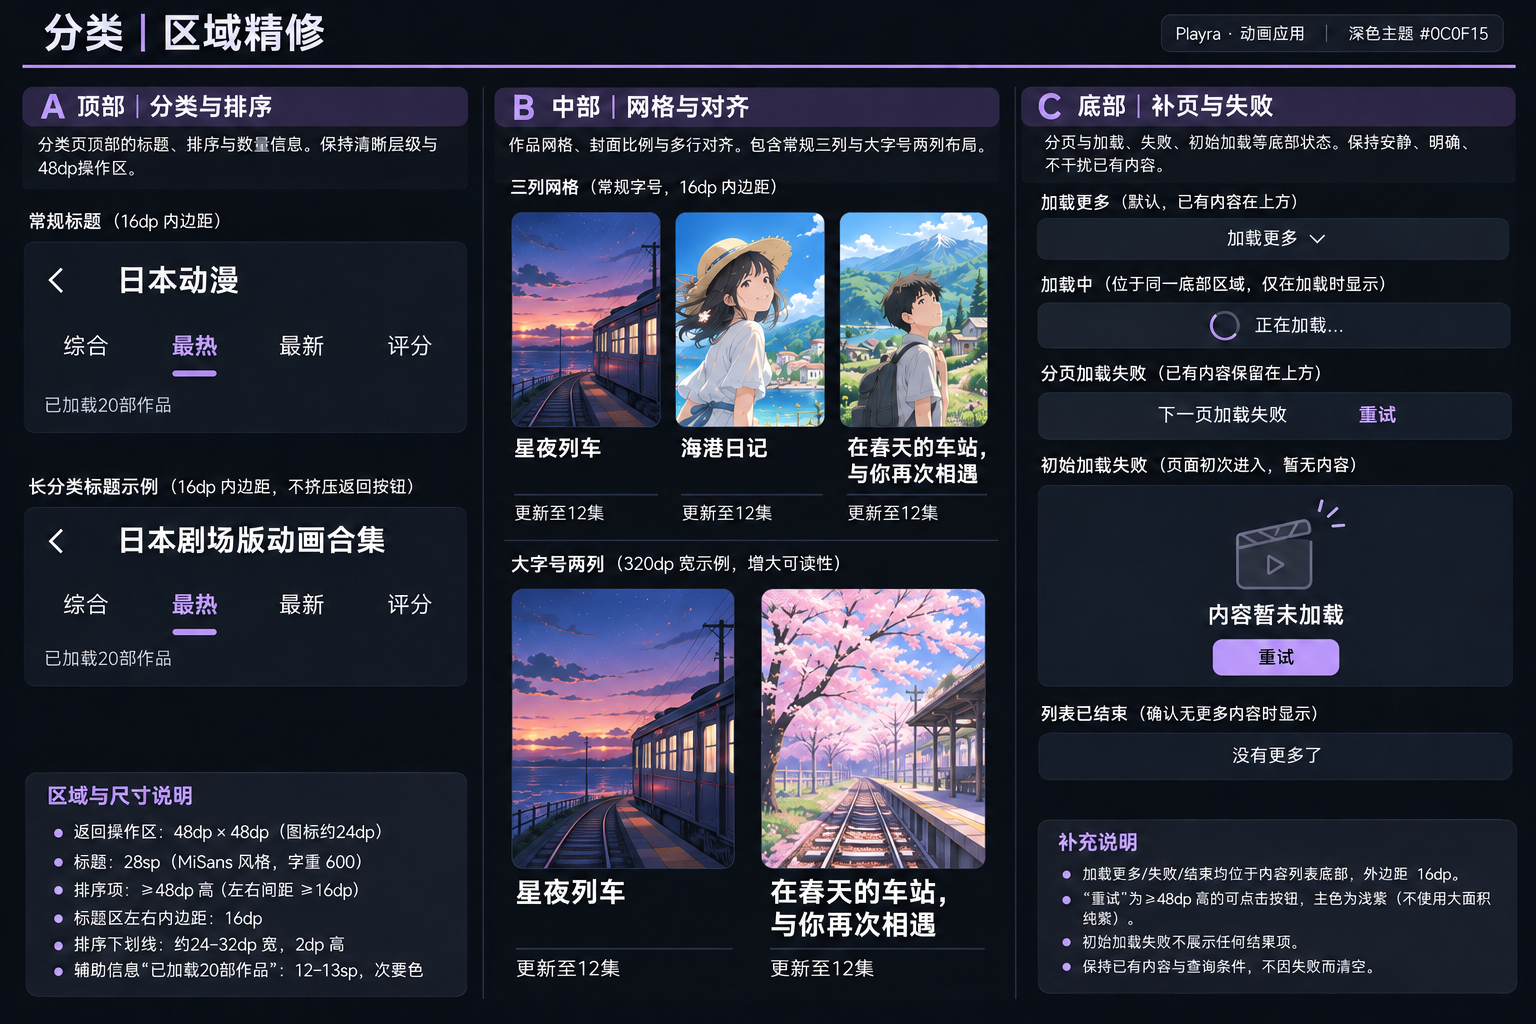 分类｜区域精修
Playra · 动画应用 ｜ 深色主题 #0C0F15
A 顶部｜分类与排序
分类页顶部的标题、排序与数量信息。保持清晰层级与
48dp操作区。
常规标题（16dp 内边距）
日本动漫
综合 最热 最新 评分
已加载20部作品
长分类标题示例（16dp 内边距，不挤压返回按钮）
日本剧场版动画合集
综合 最热 最新 评分
已加载20部作品
区域与尺寸说明
● 返回操作区：48dp × 48dp（图标约24dp）
● 标题：28sp（MiSans 风格，字重 600）
● 排序项：≥48dp 高（左右间距 ≥16dp）
● 标题区左右内边距：16dp
● 排序下划线：约24–32dp 宽，2dp 高
● 辅助信息“已加载20部作品”：12–13sp，次要色
B 中部｜网格与对齐
作品网格、封面比例与多行对齐。包含常规三列与大字号两列布局。
三列网格（常规字号，16dp 内边距）
星夜列车
海港日记
在春天的车站，
与你再次相遇
更新至12集
更新至12集
更新至12集
大字号两列（320dp 宽示例，增大可读性）
星夜列车
在春天的车站，
与你再次相遇
更新至12集
更新至12集
C 底部｜补页与失败
分页与加载、失败、初始加载等底部状态。保持安静、明确、
不干扰已有内容。
加载更多（默认，已有内容在上方）
加载更多
加载中（位于同一底部区域，仅在加载时显示）
正在加载...
分页加载失败（已有内容保留在上方）
下一页加载失败 重试
初始加载失败（页面初次进入，暂无内容）
内容暂未加载
重试
列表已结束（确认无更多内容时显示）
没有更多了
补充说明
● 加载更多/失败/结束均位于内容列表底部，外边距 16dp。
● “重试”为≥48dp 高的可点击按钮，主色为浅紫（不使用大面积
纯紫）。
● 初始加载失败不展示任何结果项。
● 保持已有内容与查询条件，不因失败而清空。